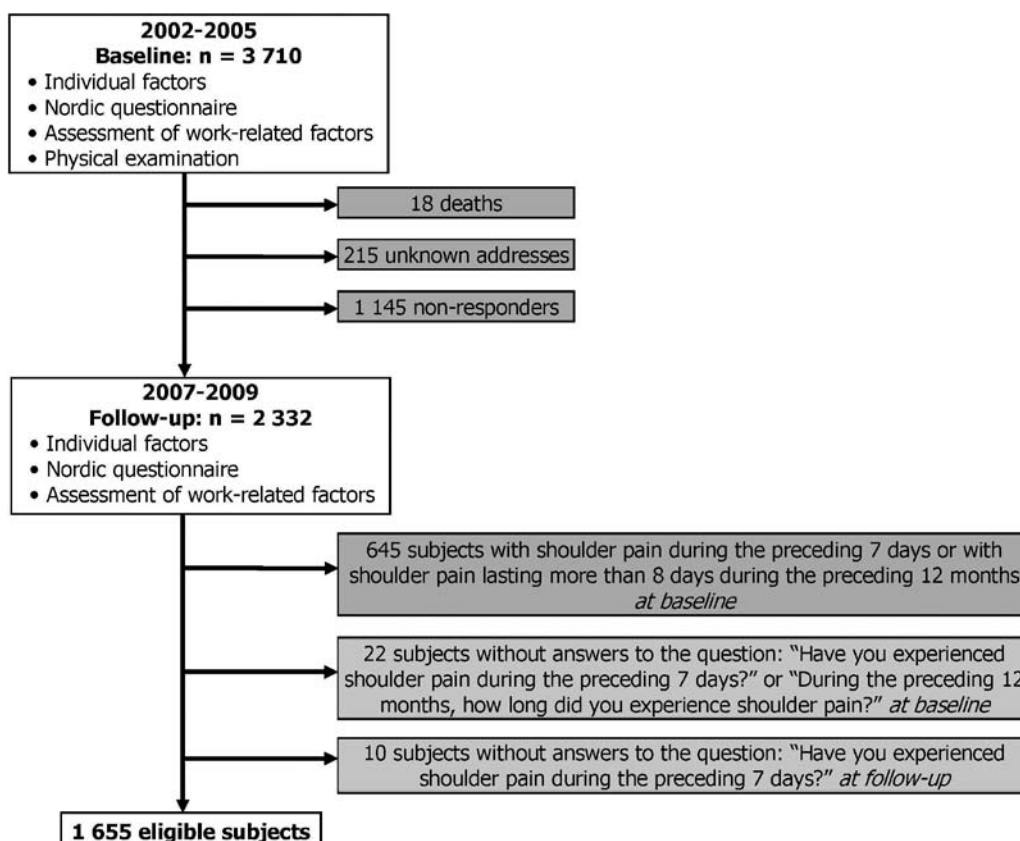 2002-2005
Baseline: n = 3 710
• Individual factors
• Nordic questionnaire
• Assessment of work-related factors
• Physical examination
18 deaths
215 unknown addresses
1 145 non-responders
2007-2009
Follow-up: n = 2 332
• Individual factors
• Nordic questionnaire
• Assessment of work-related factors
645 subjects with shoulder pain during the preceding 7 days or with
shoulder pain lasting more than 8 days during the preceding 12 months
at baseline
22 subjects without answers to the question: “Have you experienced
shoulder pain during the preceding 7 days?” or “During the preceding 12
months, how long did you experience shoulder pain?” at baseline
10 subjects without answers to the question: “Have you experienced
shoulder pain during the preceding 7 days?” at follow-up
1 655 eligible subjects